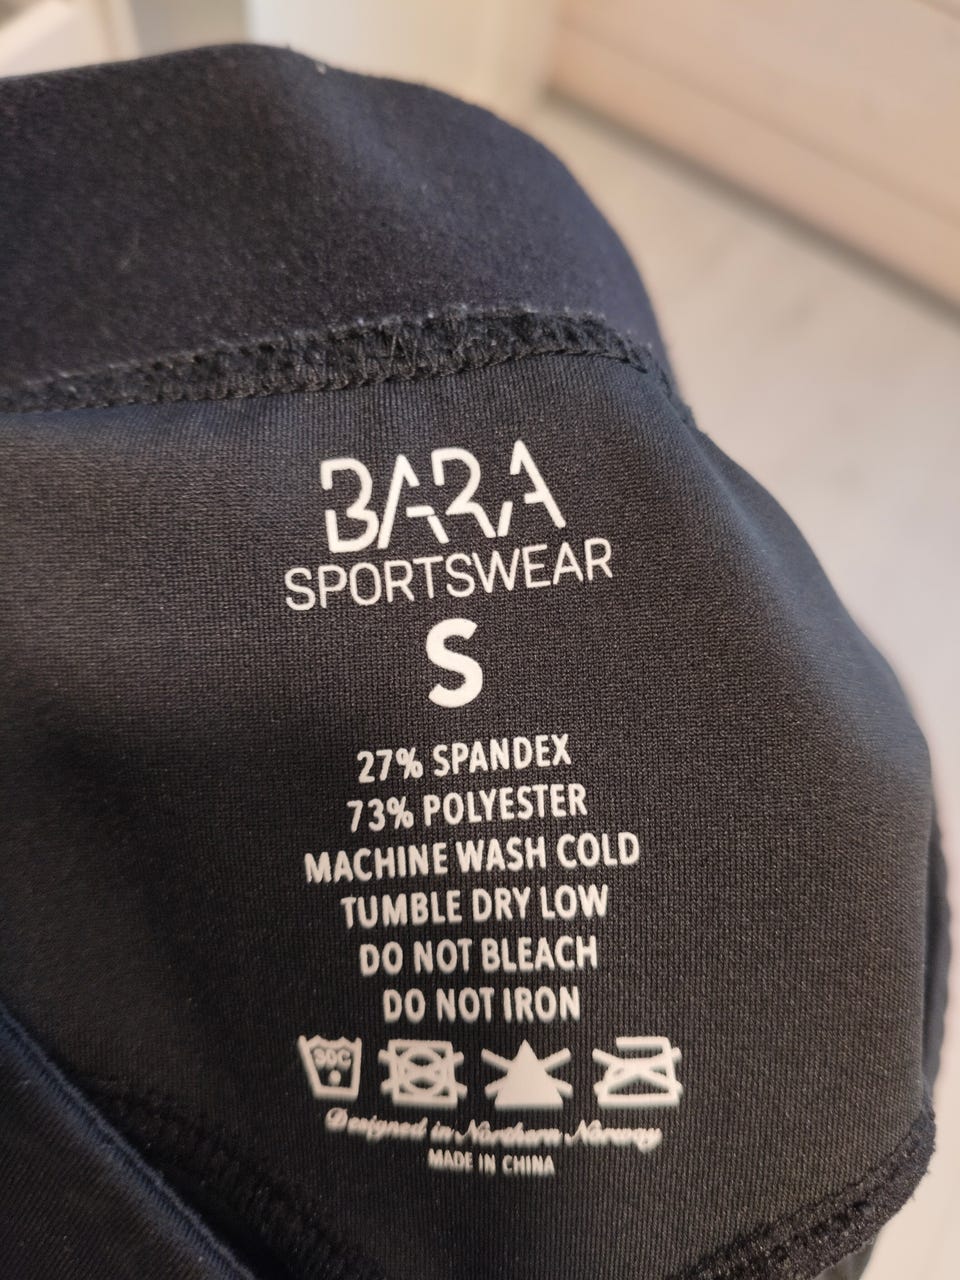 BARA
SPORTSWEAR
S
27% SPANDEX
73% POLYESTER
MACHINE WASH COLD
TUMBLE DRY LOW
DO NOT BLEACH
DO NOT IRON
30C
Designed in Northern Norway
MADE IN CHINA